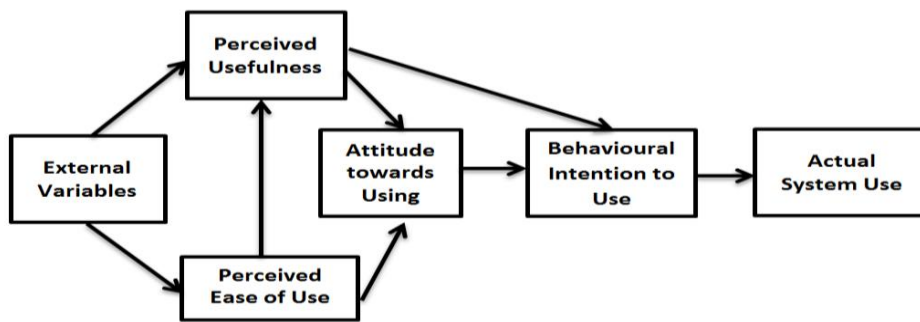 Perceived
Usefulness
External
Variables
Attitude
towards
Using
Behavioural
Intention to
Use
Actual
System Use
Perceived
Ease of Use